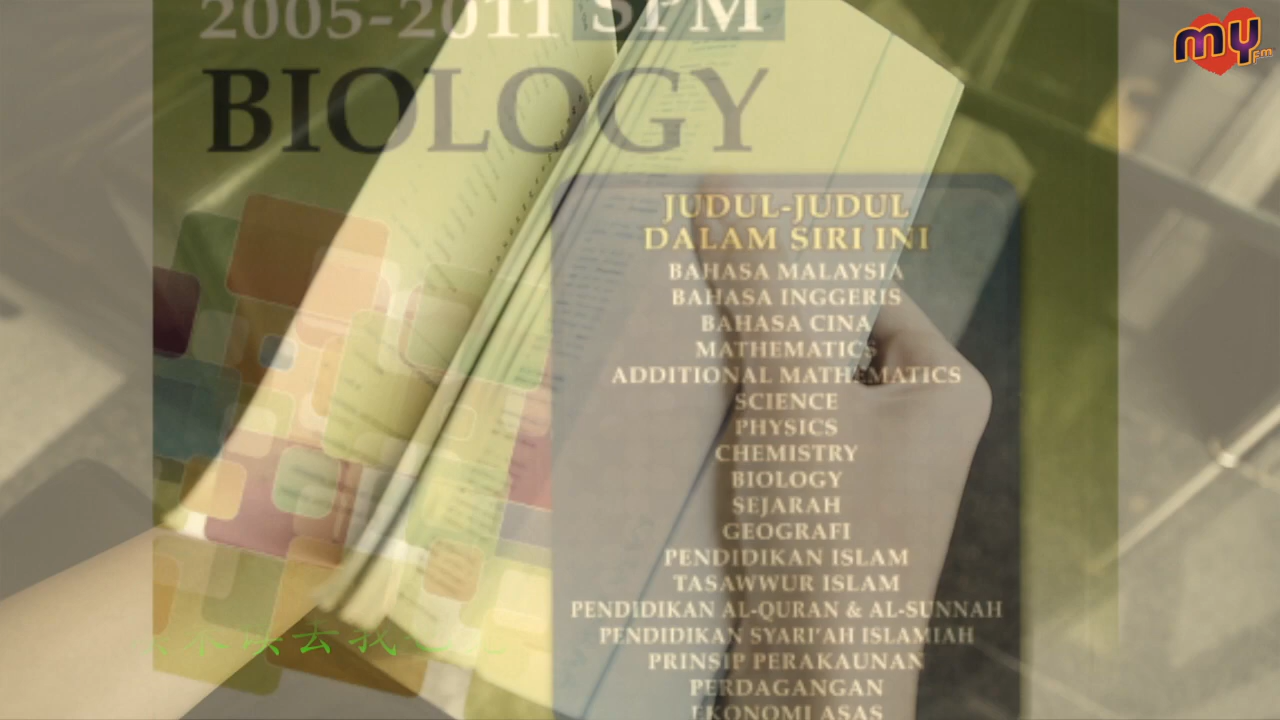 2005-2011 SPM
my
FM
BIOLOGY
JUDUL-JUDUL
DALAM SIRI INI
BAHASA MALAYSIA
BAHASA INGGERIS
BAHASA CINA
MATHEMATICS
ADDITIONAL MATHEMATICS
SCIENCE
PHYSICS
CHEMISTRY
BIOLOGY
SEJARAH
GEOGRAFI
PENDIDIKAN ISLAM
TASAWWUR ISLAM
PENDIDIKAN AL-QURAN & AL-SUNNAH
PENDIDIKAN SYARI'AH ISLAMIAH
PRINSIP PERAKAUNAN
PERDAGANGAN
EKONOMI ASAS